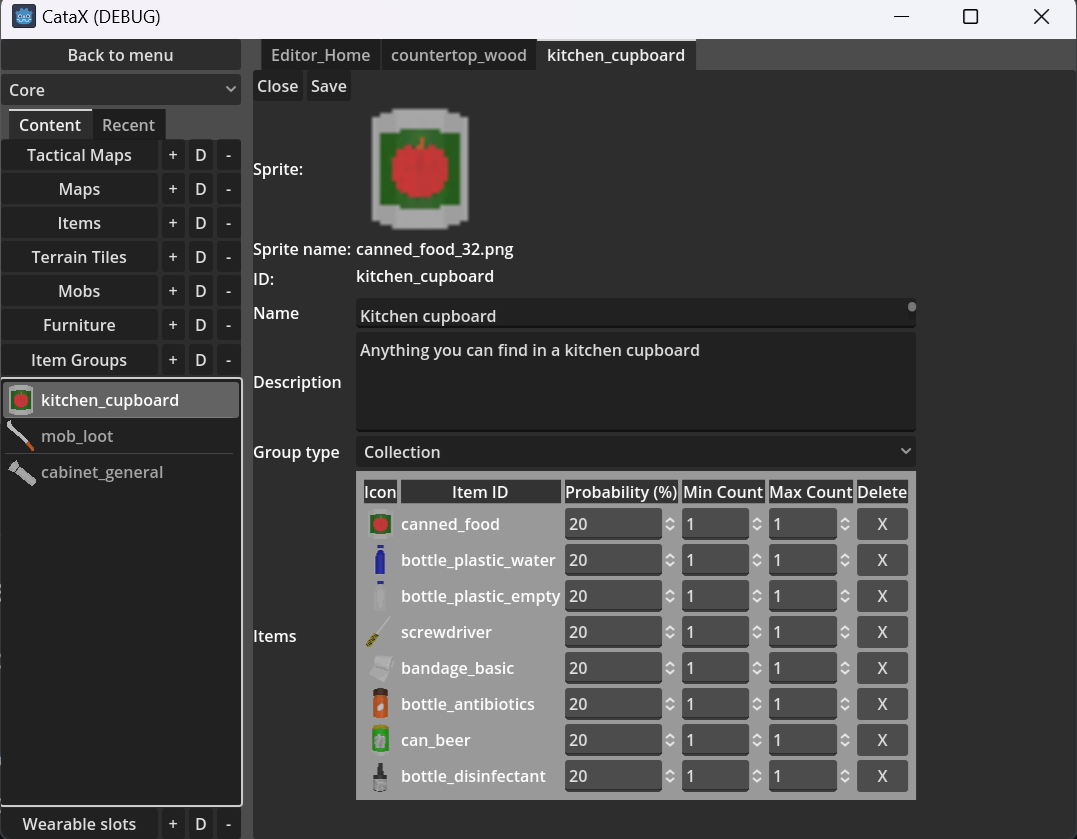 CataX (DEBUG)
Back to menu
Editor_Home countertop_wood kitchen_cupboard
Core
Close Save
Content Recent
Tactical Maps + D -
Maps + D -
Items + D -
Terrain Tiles + D -
Mobs + D -
Furniture + D -
Item Groups + D -
kitchen_cupboard
mob_loot
cabinet_general
Wearable slots + D -
Sprite:
Sprite name: canned_food_32.png
ID: kitchen_cupboard
Name Kitchen cupboard
Description Anything you can find in a kitchen cupboard
Group type Collection
Items
Icon Item ID Probability (%) Min Count Max Count Delete
canned_food 20 1 1 X
bottle_plastic_water 20 1 1 X
bottle_plastic_empty 20 1 1 X
screwdriver 20 1 1 X
bandage_basic 20 1 1 X
bottle_antibiotics 20 1 1 X
can_beer 20 1 1 X
bottle_disinfectant 20 1 1 X